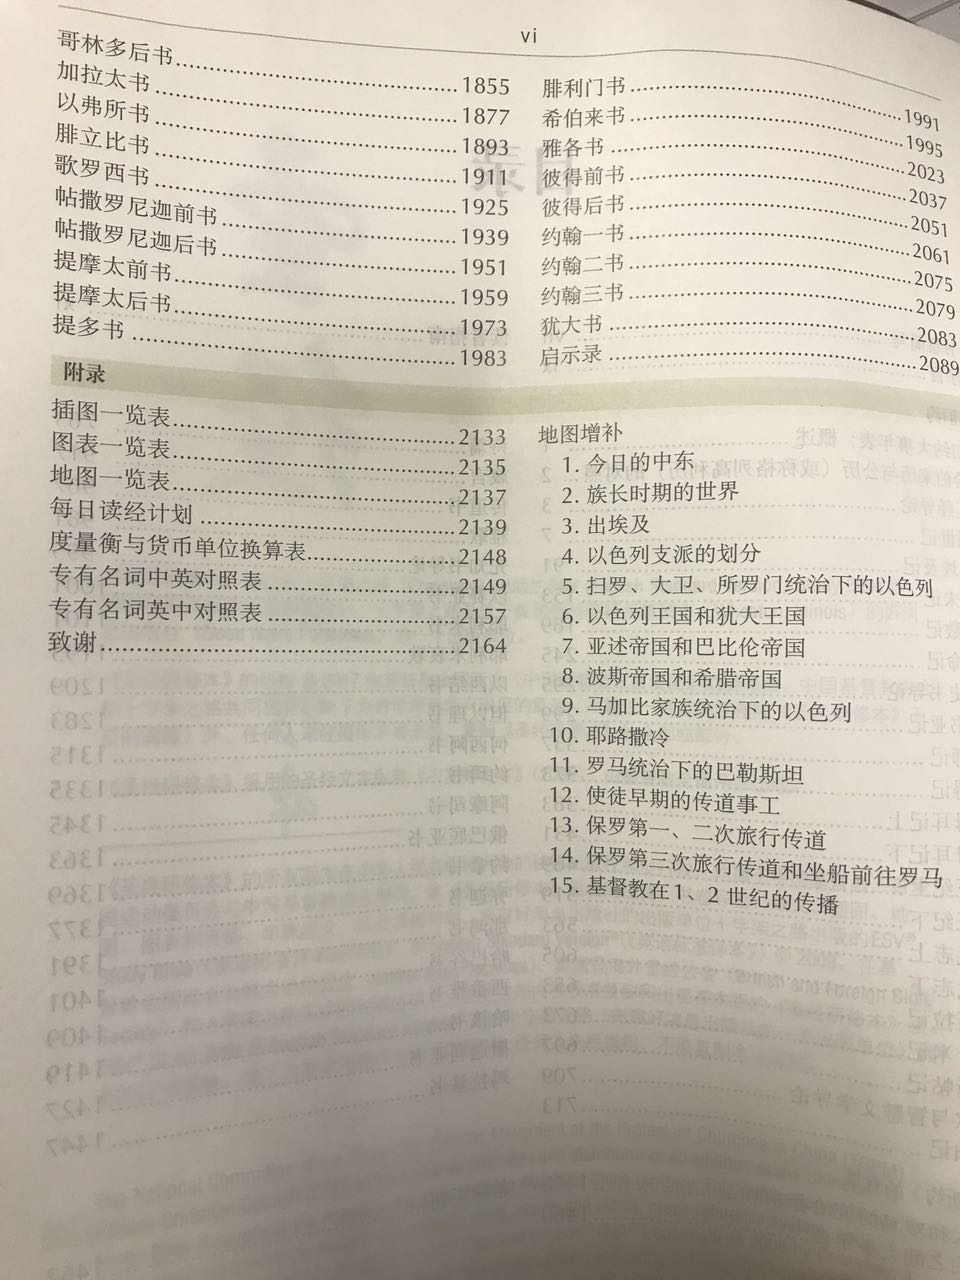 vi
哥林多后书 1855
加拉太书 1877
以弗所书 1893
腓立比书 1911
歌罗西书 1925
帖撒罗尼迦前书 1939
帖撒罗尼迦后书 1951
提摩太前书 1959
提摩太后书 1973
提多书 1983
腓利门书 1991
希伯来书 1995
雅各书 2023
彼得前书 2037
彼得后书 2051
约翰一书 2061
约翰二书 2075
约翰三书 2079
犹大书 2083
启示录 2089
附录
插图一览表 2133
图表一览表 2135
地图一览表 2137
每日读经计划 2139
度量衡与货币单位换算表 2148
专有名词中英对照表 2149
专有名词英中对照表 2157
致谢 2164
地图增补
1. 今日的中东
2. 族长时期的世界
3. 出埃及
4. 以色列支派的划分
5. 扫罗、大卫、所罗门统治下的以色列
6. 以色列王国和犹大王国
7. 亚述帝国和巴比伦帝国
8. 波斯帝国和希腊帝国
9. 马加比家族统治下的以色列
10. 耶路撒冷
11. 罗马统治下的巴勒斯坦
12. 使徒早期的传道事工
13. 保罗第一、二次旅行传道
14. 保罗第三次旅行传道和坐船前往罗马
15. 基督教在1、2 世纪的传播